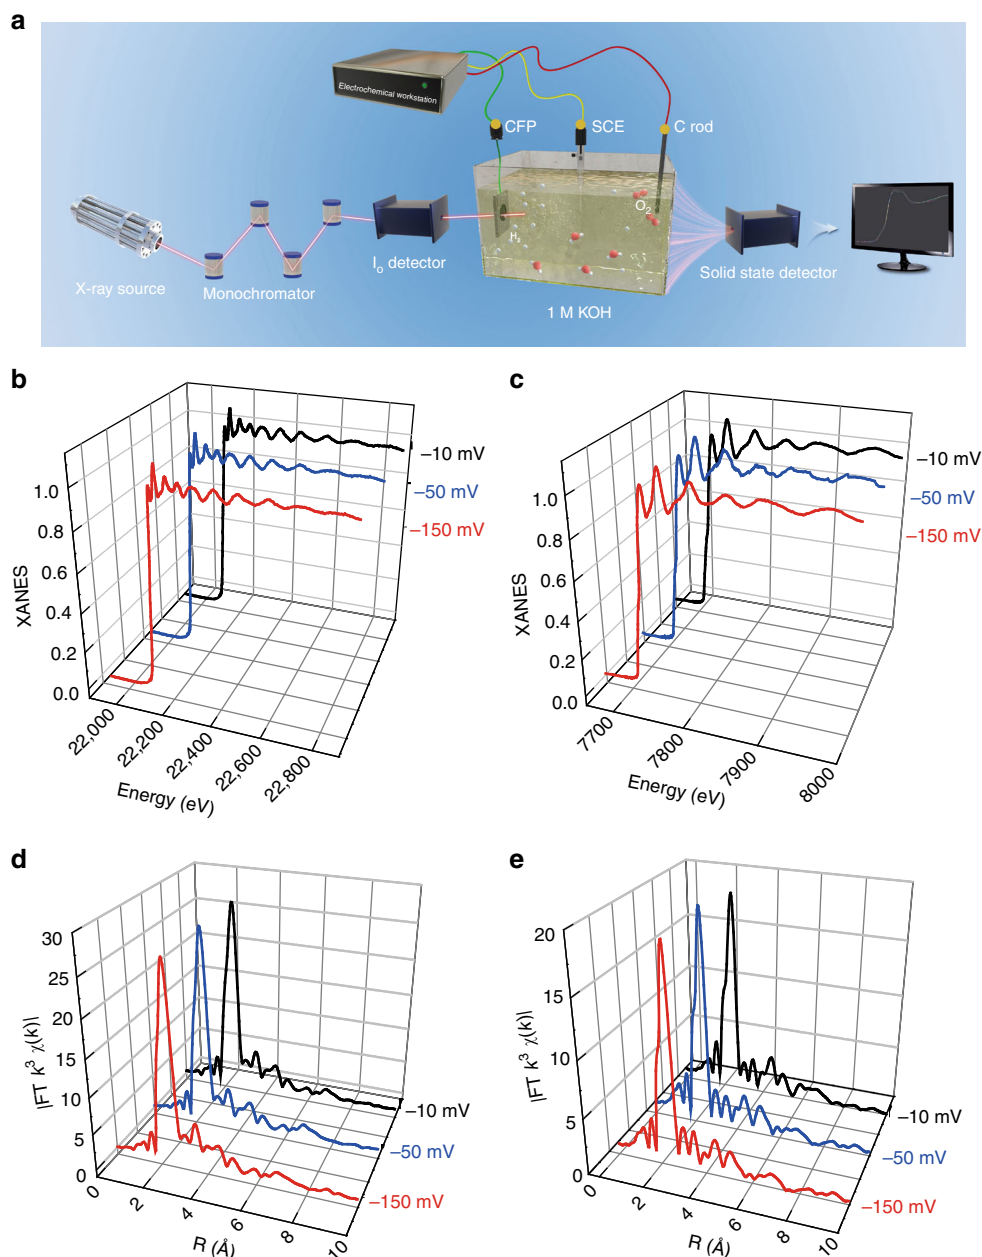 a
Electrochemical workstation
CFP
SCE
C rod
O2
H2
X-ray source
Monochromator
Io detector
Solid state detector
1 M KOH
b
XANES
1.0
0.8
0.6
0.4
0.2
0.0
22,000
22,200
22,400
22,600
22,800
Energy (eV)
–10 mV
–50 mV
–150 mV
c
XANES
1.0
0.8
0.6
0.4
0.2
0.0
7700
7800
7900
8000
Energy (eV)
–10 mV
–50 mV
–150 mV
d
|FT k³ χ(k)|
30
25
20
15
10
5
0
0
2
4
6
8
10
R (Å)
–10 mV
–50 mV
–150 mV
e
|FT k³ χ(k)|
20
15
10
5
0
0
2
4
6
8
10
R (Å)
–10 mV
–50 mV
–150 mV